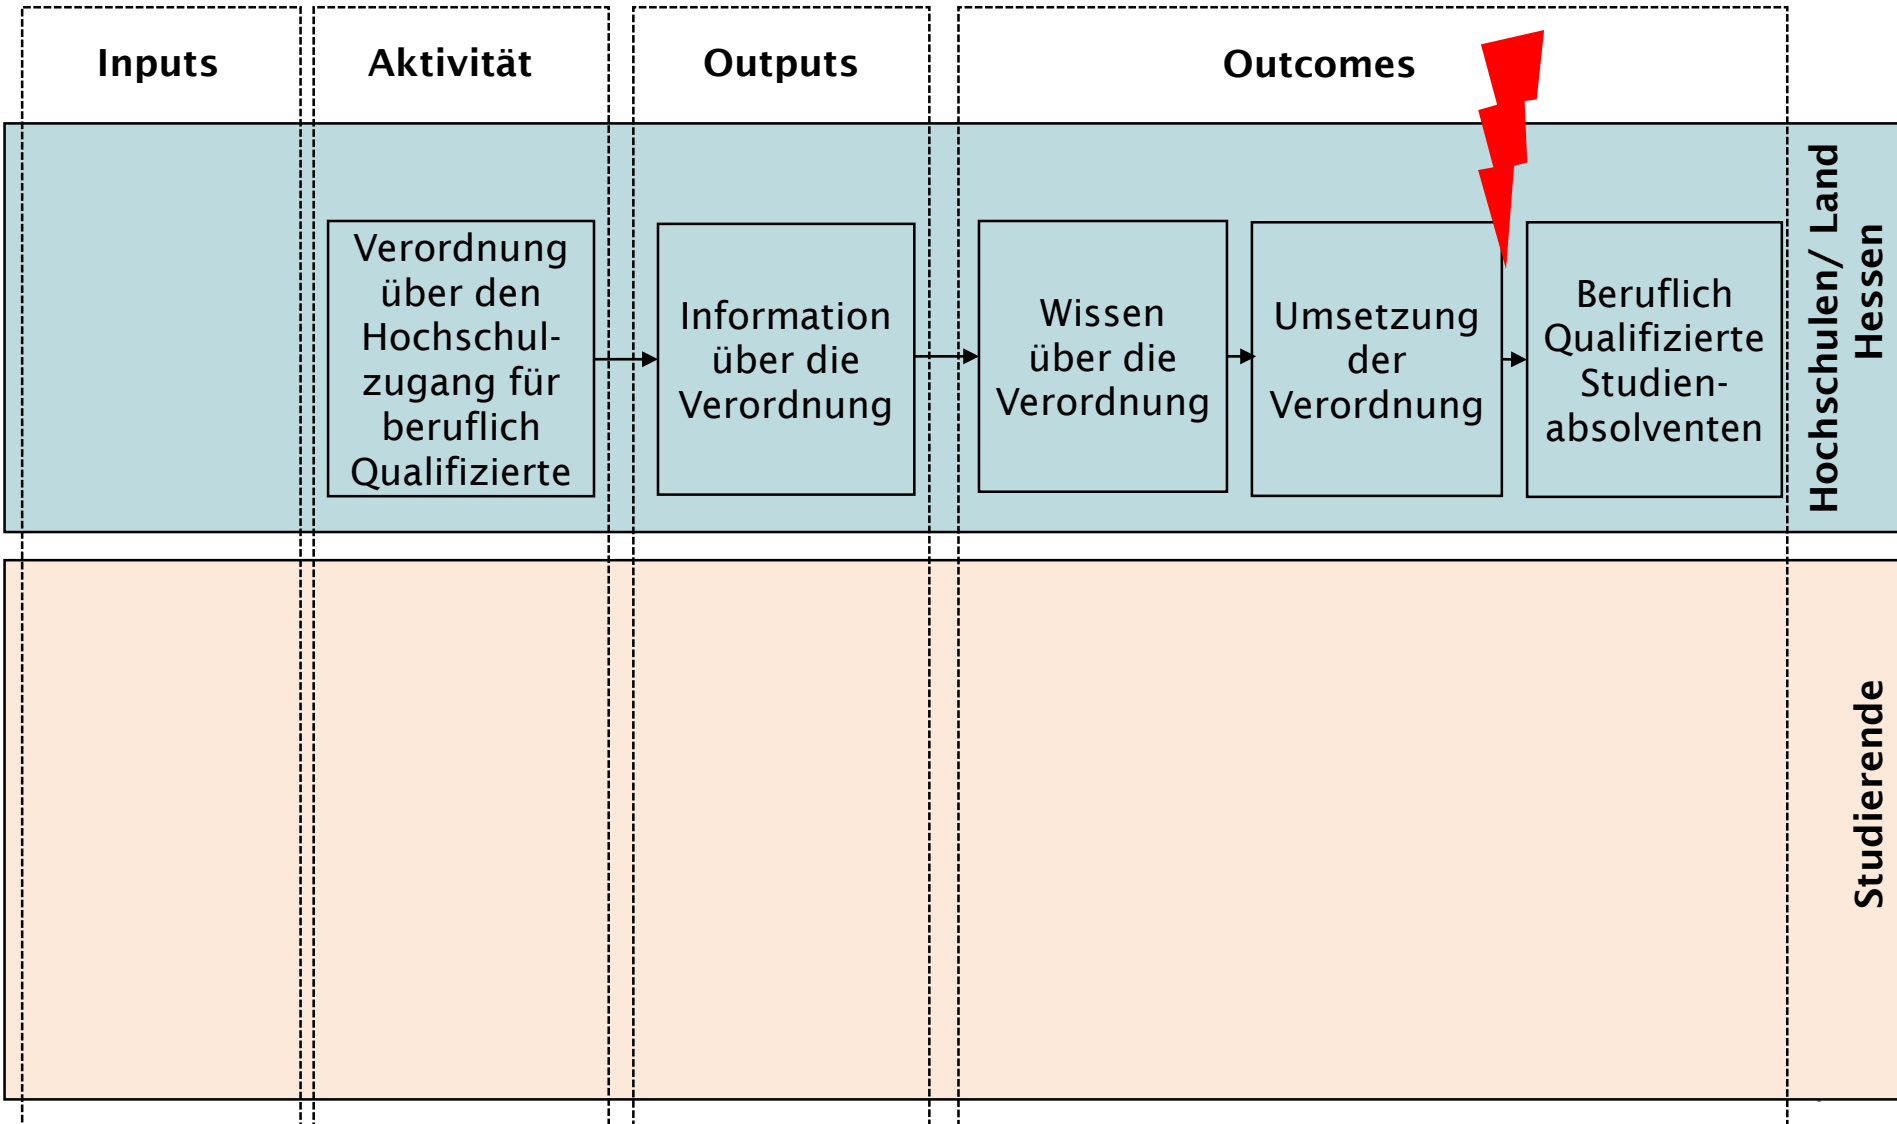 Inputs
Aktivität
Outputs
Outcomes
Verordnung
über den
Hochschul-
zugang für
beruflich
Qualifizierte
Information
über die
Verordnung
Wissen
über die
Verordnung
Umsetzung
der
Verordnung
Beruflich
Qualifizierte
Studien-
absolventen
Hochschulen/ Land
Hessen
Studierende